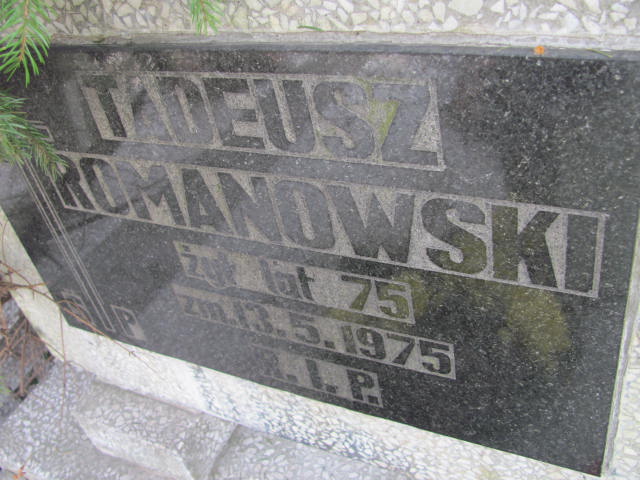 TADEUSZ
ROMANOWSKI
żył lat 75
zm.13.5.1975
R.I.P.
Ś P